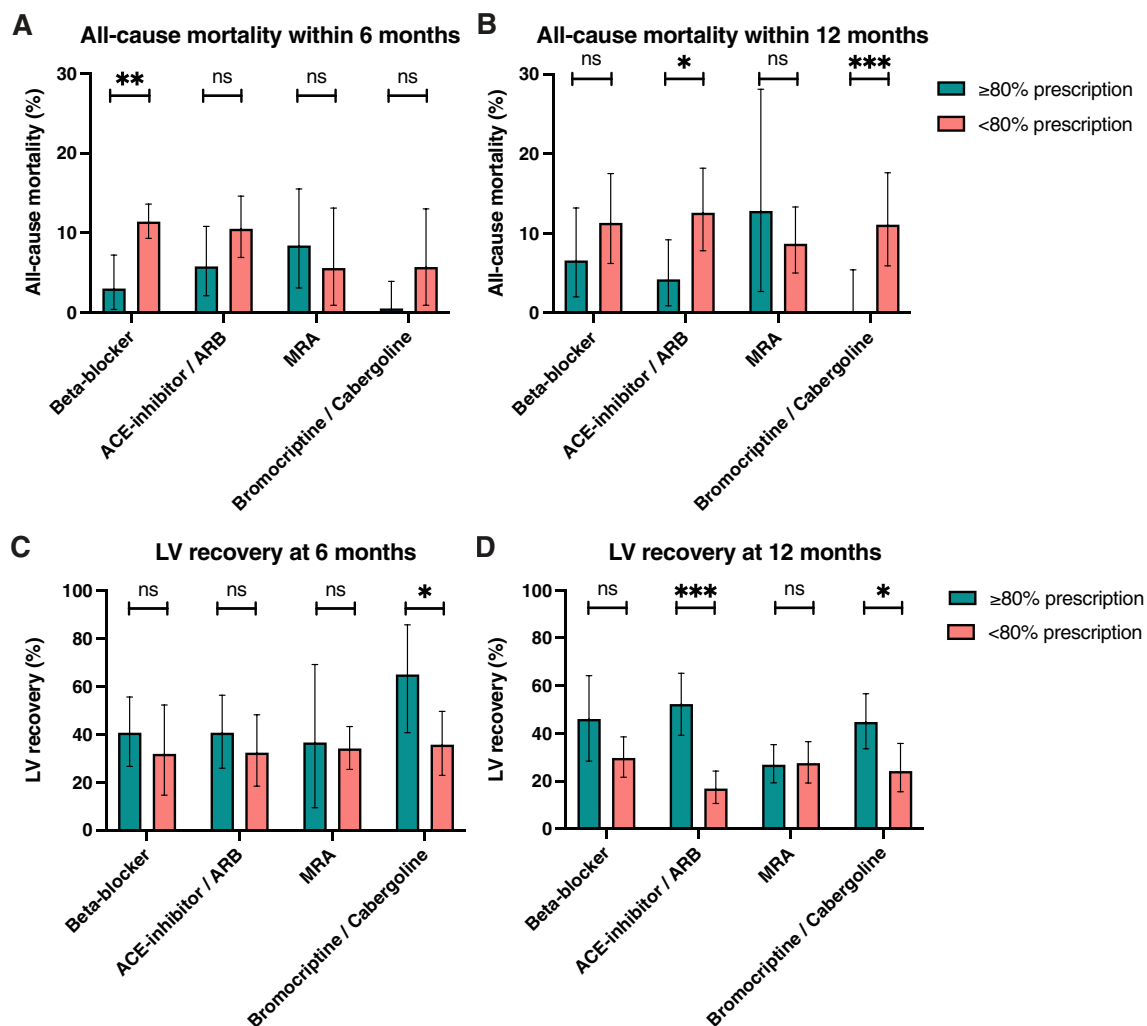 A
All-cause mortality within 6 months
All-cause mortality (%)
30
20
10
0
**
ns
ns
ns
Beta-blocker
ACE-inhibitor / ARB
MRA
Bromocriptine / Cabergoline
B
All-cause mortality within 12 months
All-cause mortality (%)
30
20
10
0
ns
*
ns
***
Beta-blocker
ACE-inhibitor / ARB
MRA
Bromocriptine / Cabergoline
≥80% prescription
<80% prescription
C
LV recovery at 6 months
LV recovery (%)
100
80
60
40
20
0
ns
ns
ns
*
Beta-blocker
ACE-inhibitor / ARB
MRA
Bromocriptine / Cabergoline
D
LV recovery at 12 months
LV recovery (%)
100
80
60
40
20
0
ns
***
ns
*
Beta-blocker
ACE-inhibitor / ARB
MRA
Bromocriptine / Cabergoline
≥80% prescription
<80% prescription